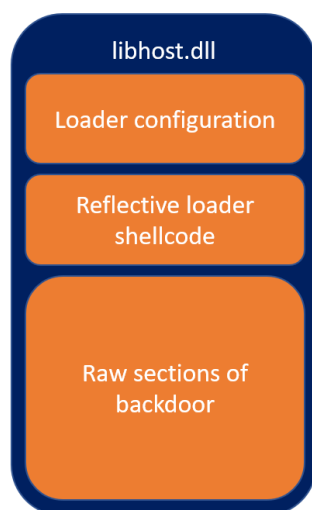 libhost.dll
Loader configuration
Reflective loader
shellcode
Raw sections of
backdoor